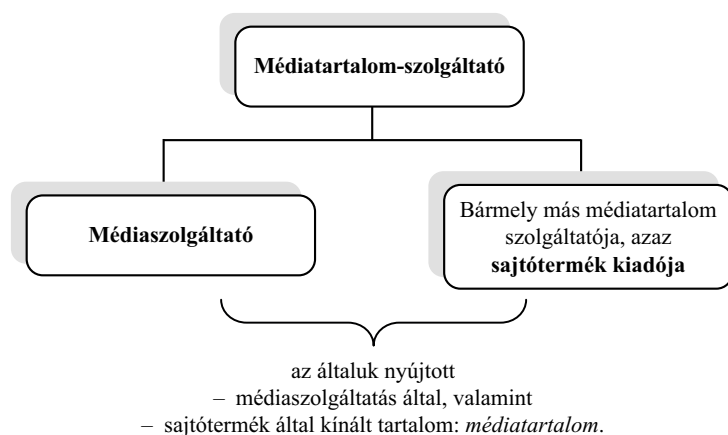 Médiatartalom-szolgáltató
Médiaszolgáltató
Bármely más médiatartalom
szolgáltatója, azaz
sajtótermék kiadója
az általuk nyújtott
– médiaszolgáltatás által, valamint
– sajtótermék által kínált tartalom: médiatartalom.